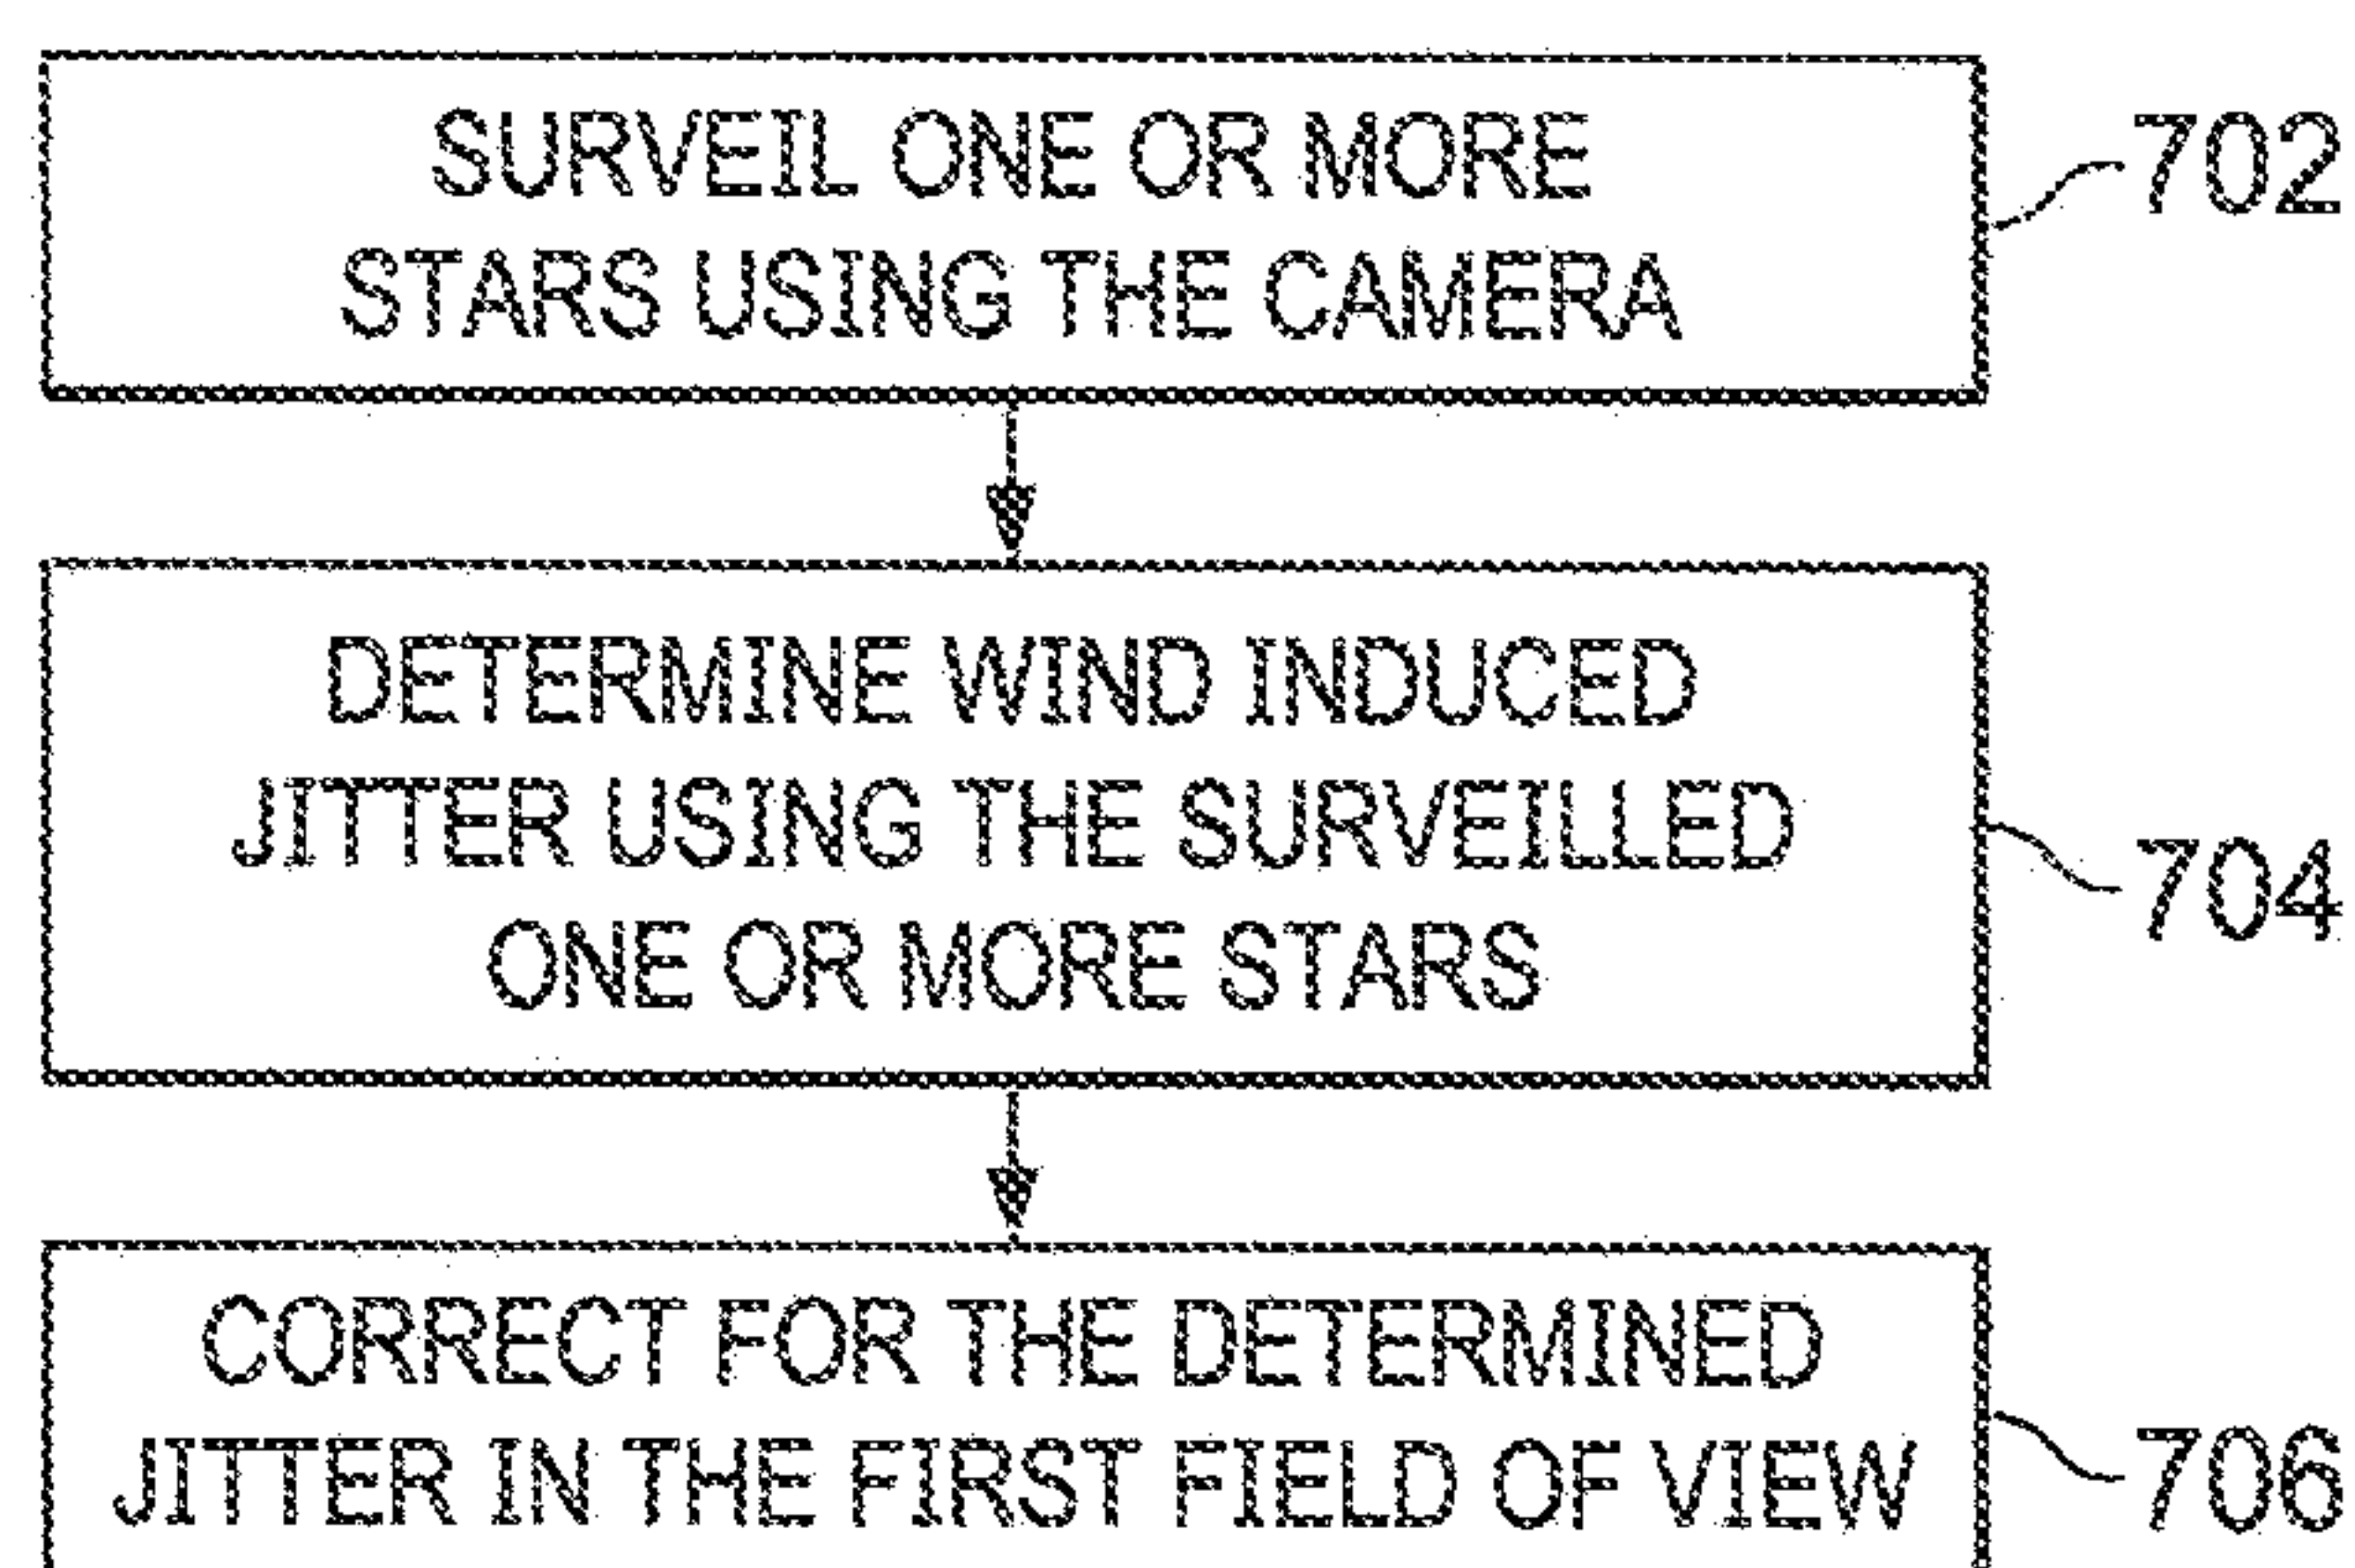 SURVEIL ONE OR MORE
STARS USING THE CAMERA
702
DETERMINE WIND INDUCED
JITTER USING THE SURVEILLED
ONE OR MORE STARS
704
CORRECT FOR THE DETERMINED
JITTER IN THE FIRST FIELD OF VIEW
706